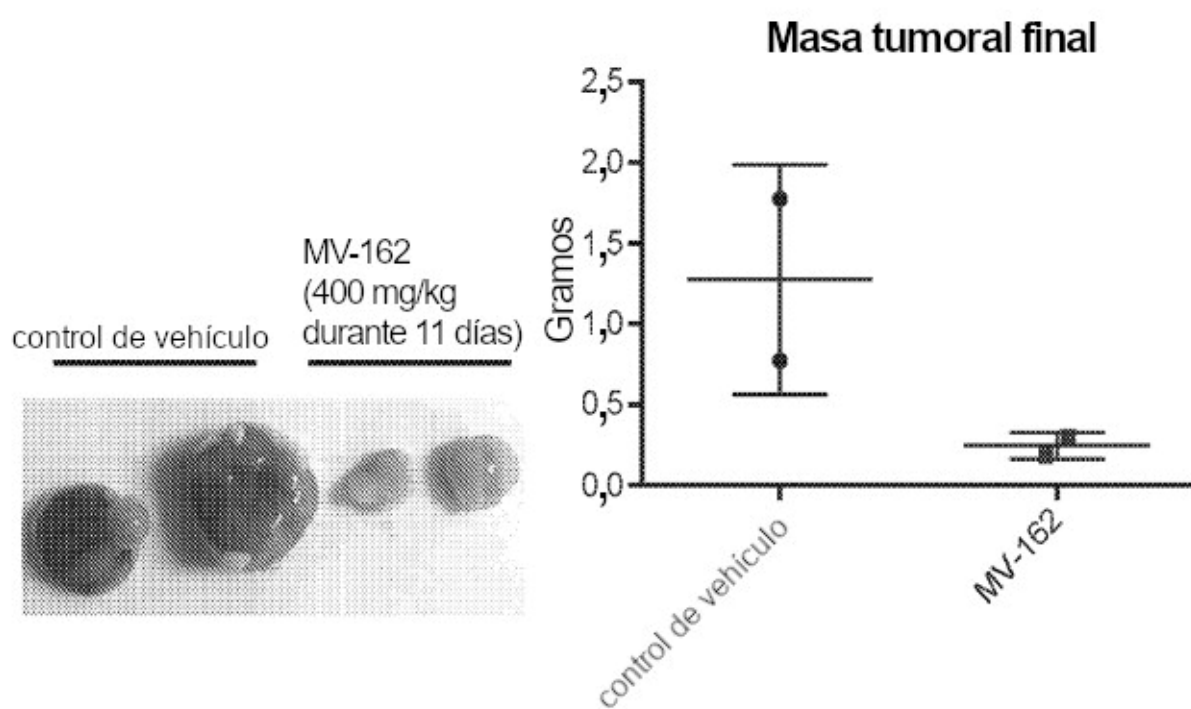 Masa tumoral final
2,5
2,0
1,5
1,0
0,5
0,0
Gramos
control de vehículo
MV-162
MV-162
(400 mg/kg
durante 11 días)
control de vehículo